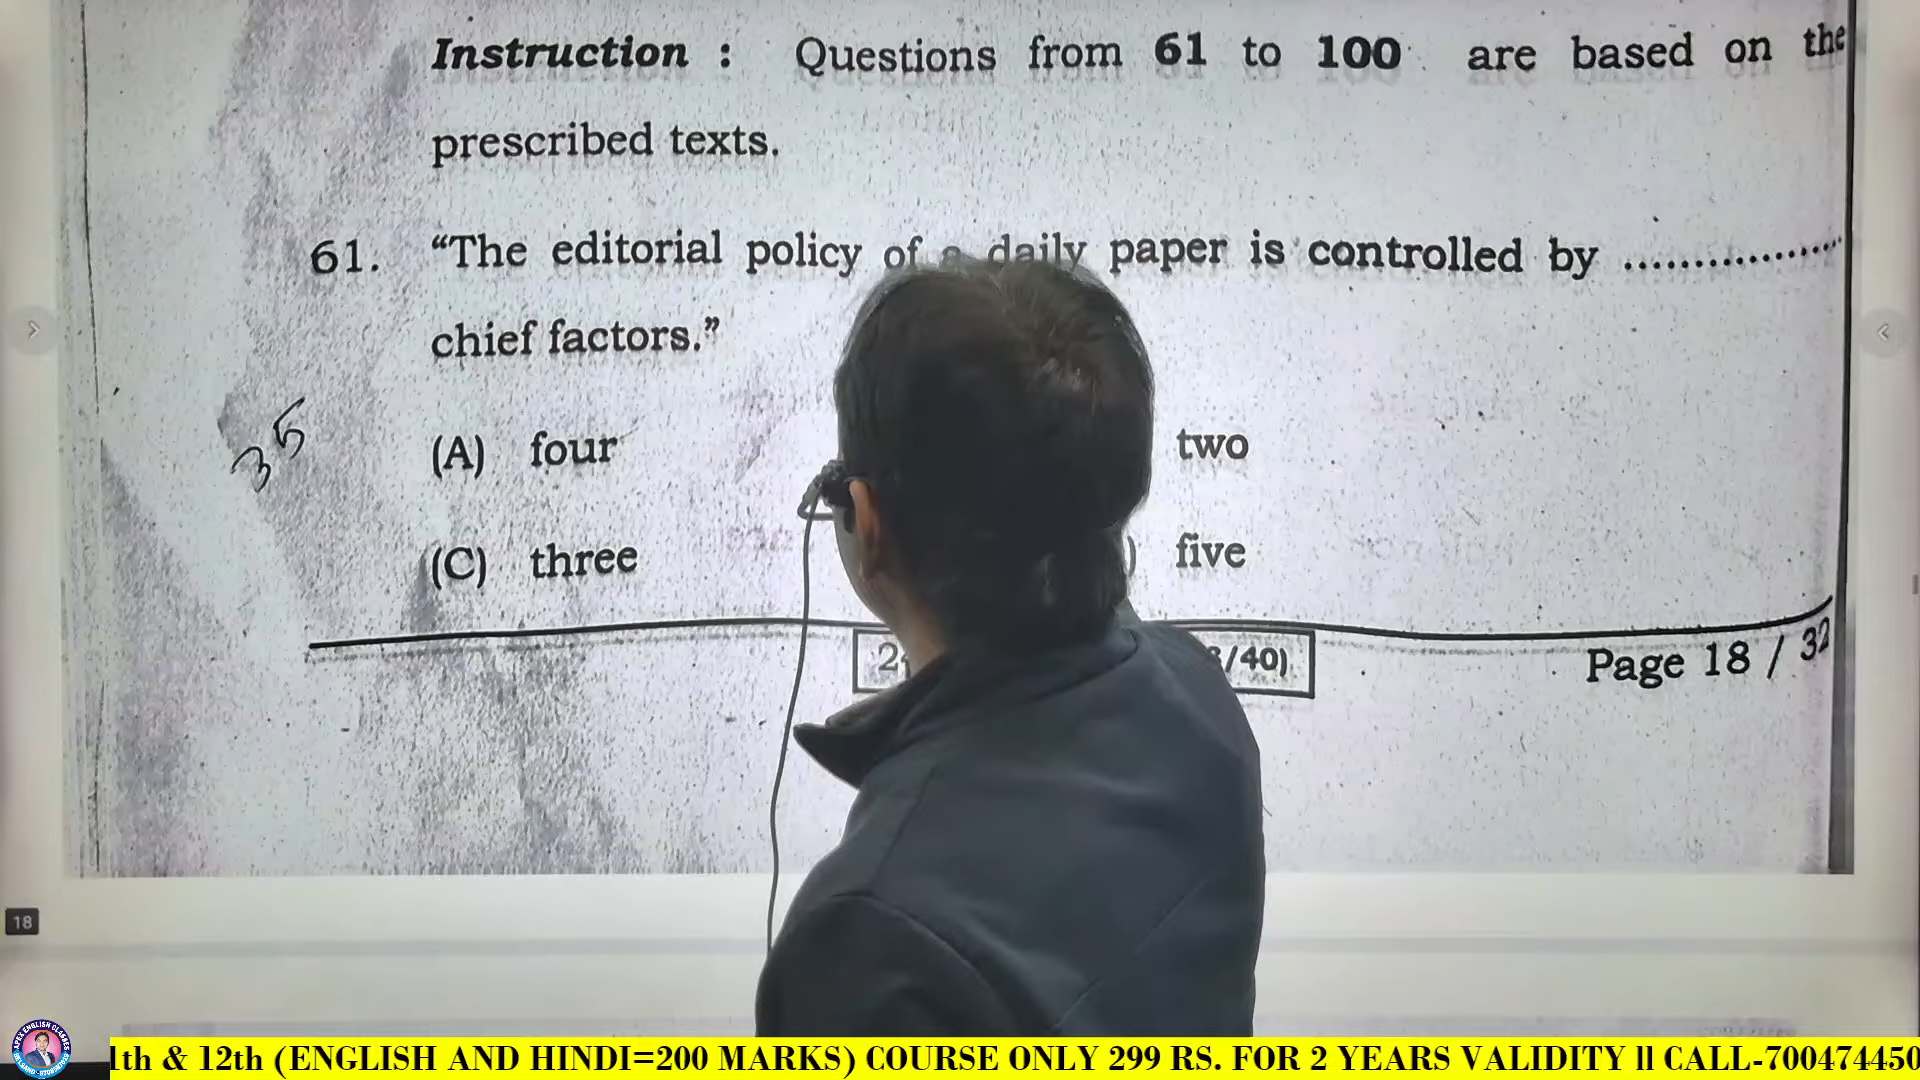 Instruction : Questions from 61 to 100 are based on the
prescribed texts.
61. “The editorial policy of a daily paper is controlled by ................
chief factors.”
35
(A) four two
(C) three ) five
/40) Page 18 / 32
18
1th & 12th (ENGLISH AND HINDI=200 MARKS) COURSE ONLY 299 RS. FOR 2 YEARS VALIDITY ll CALL-700474450